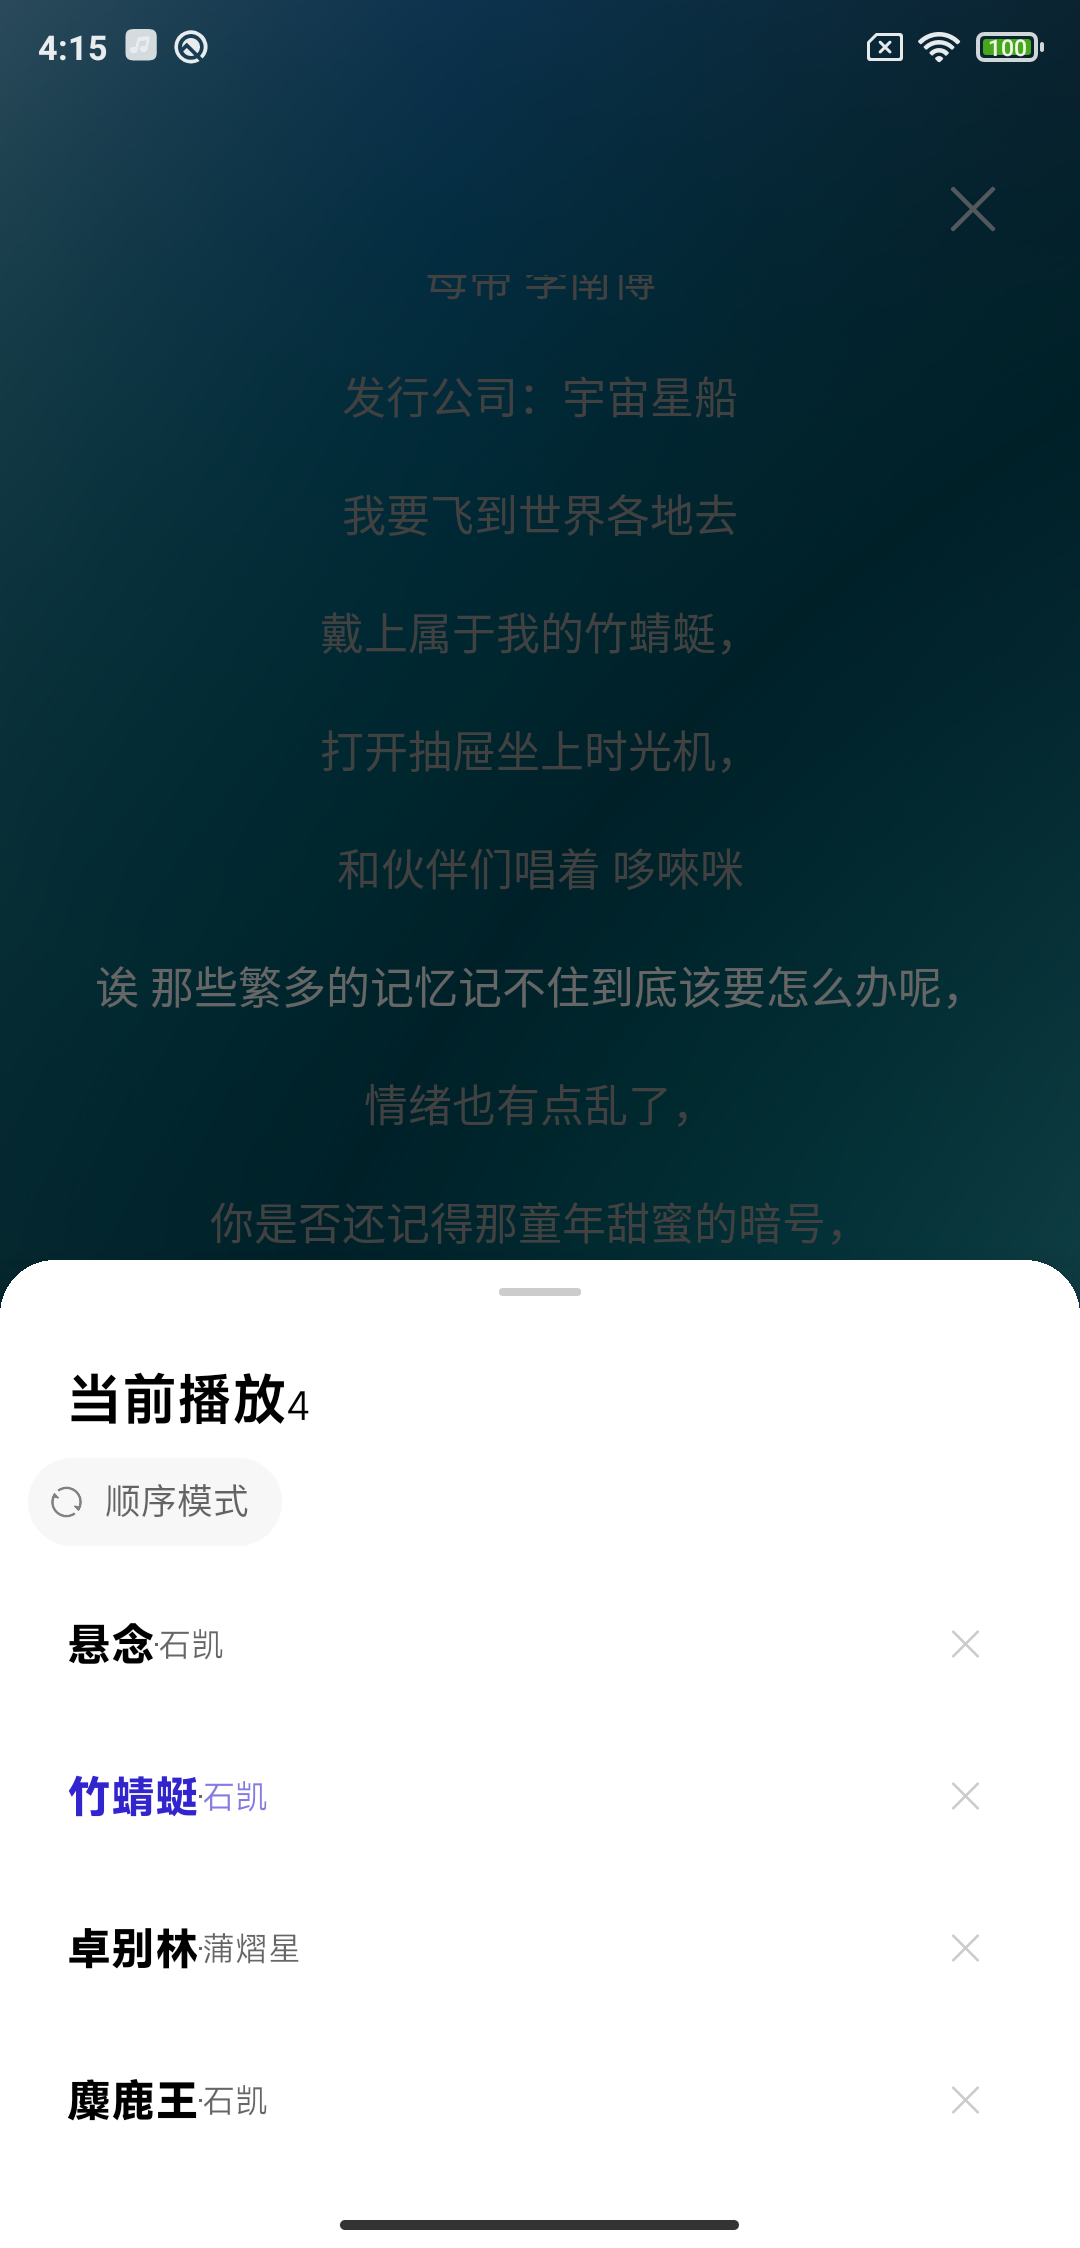 4:15
100
母带 李南博
发行公司：宇宙星船
我要飞到世界各地去
戴上属于我的竹蜻蜓，
打开抽屉坐上时光机，
和伙伴们唱着 哆唻咪
诶 那些繁多的记忆记不住到底该要怎么办呢，
情绪也有点乱了，
你是否还记得那童年甜蜜的暗号，
当前播放4
顺序模式
悬念·石凯
竹蜻蜓·石凯
卓别林·蒲熠星
麋鹿王·石凯